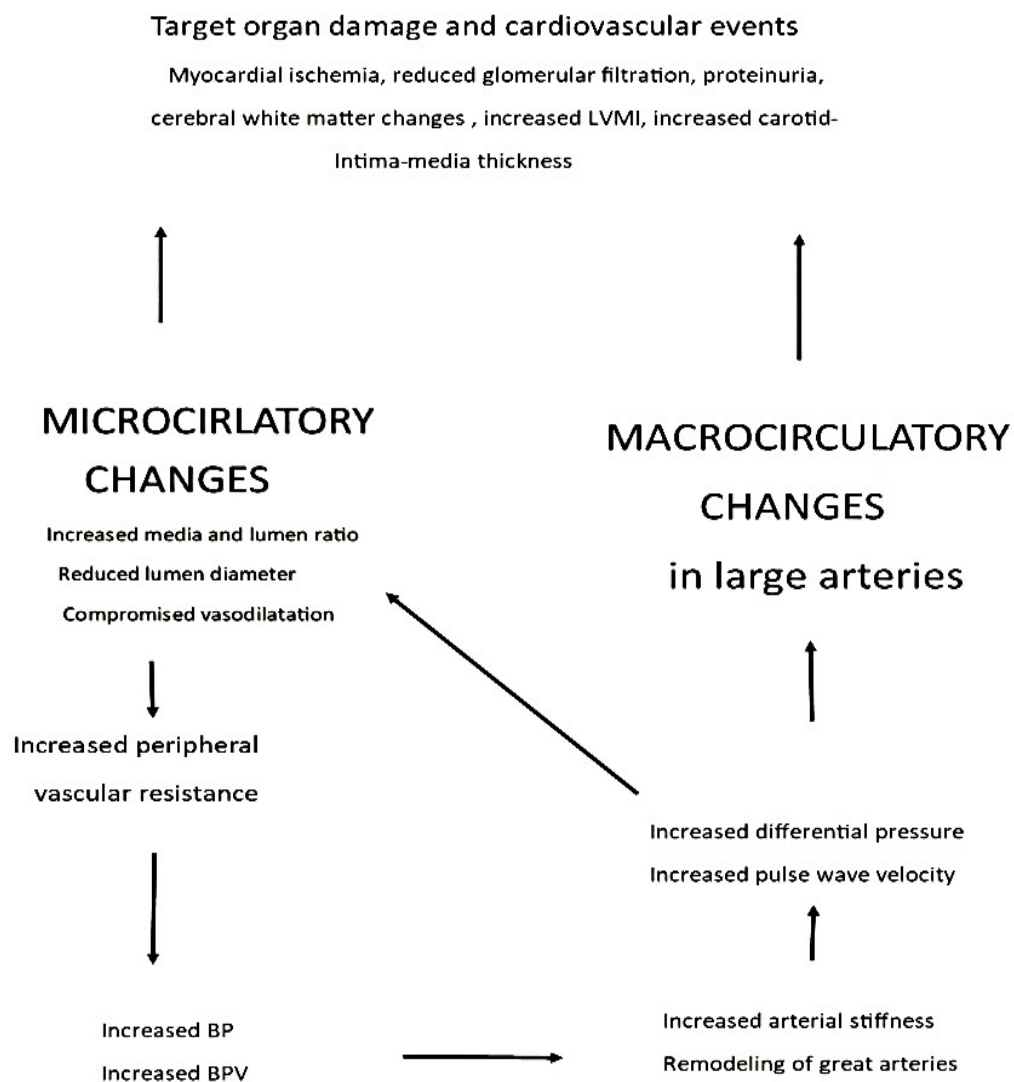 Target organ damage and cardiovascular events
Myocardial ischemia, reduced glomerular filtration, proteinuria,
cerebral white matter changes , increased LVMI, increased carotid-
Intima-media thickness
MICROCIRLATORY
CHANGES
Increased media and lumen ratio
Reduced lumen diameter
Compromised vasodilatation
Increased peripheral
vascular resistance
Increased BP
Increased BPV
MACROCIRCULATORY
CHANGES
in large arteries
Increased differential pressure
Increased pulse wave velocity
Increased arterial stiffness
Remodeling of great arteries